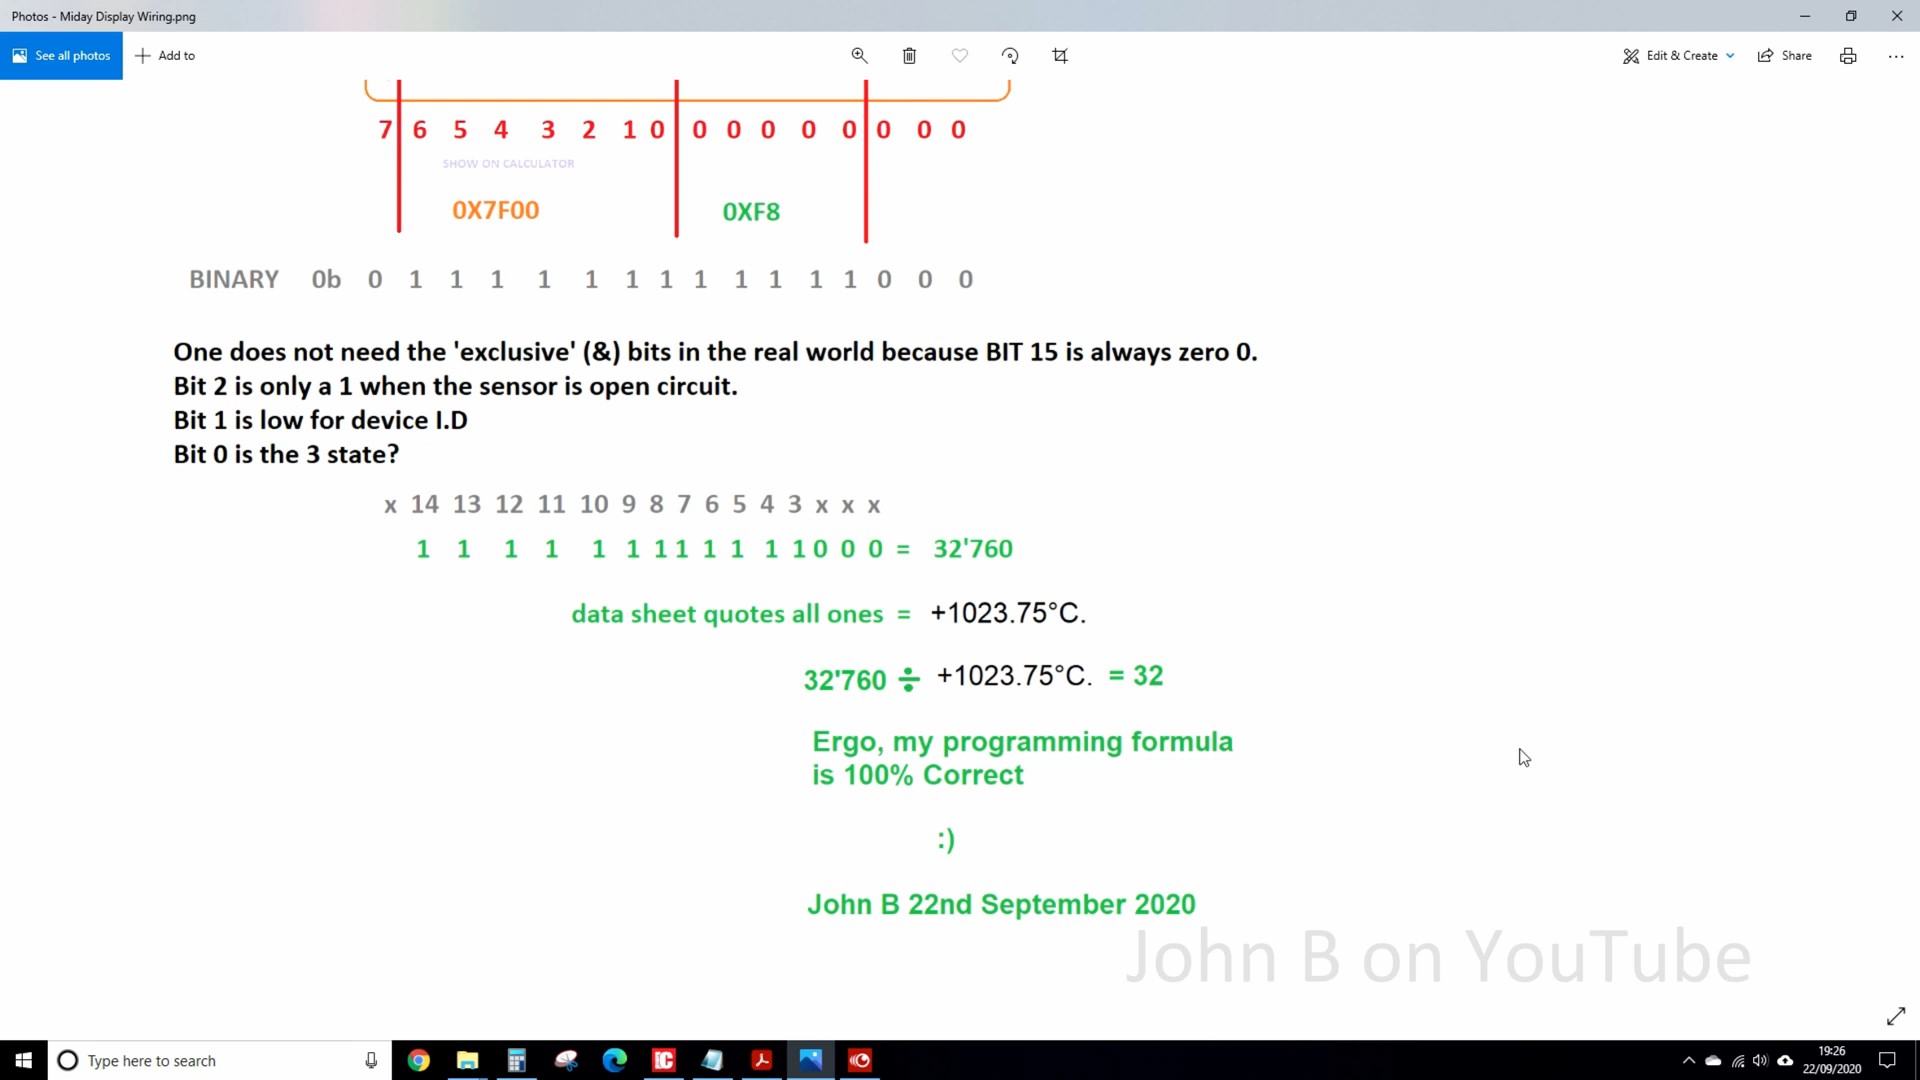 Photos - Miday Display Wiring.png
See all photos
Add to
Edit & Create
Share
7 6 5 4 3 2 1 0 0 0 0 0 0 0 0 0
SHOW ON CALCULATOR
0X7F00 0XF8
BINARY 0b 0 1 1 1 1 1 1 1 1 1 1 1 1 0 0 0
One does not need the 'exclusive' (&) bits in the real world because BIT 15 is always zero 0.
Bit 2 is only a 1 when the sensor is open circuit.
Bit 1 is low for device I.D
Bit 0 is the 3 state?
x 14 13 12 11 10 9 8 7 6 5 4 3 x x x
1 1 1 1 1 1 1 1 1 1 1 1 0 0 0 = 32'760
data sheet quotes all ones = +1023.75°C.
32'760 ÷ +1023.75°C. = 32
Ergo, my programming formula
is 100% Correct
:)
John B 22nd September 2020
John B on YouTube
Type here to search
19:26
22/09/2020